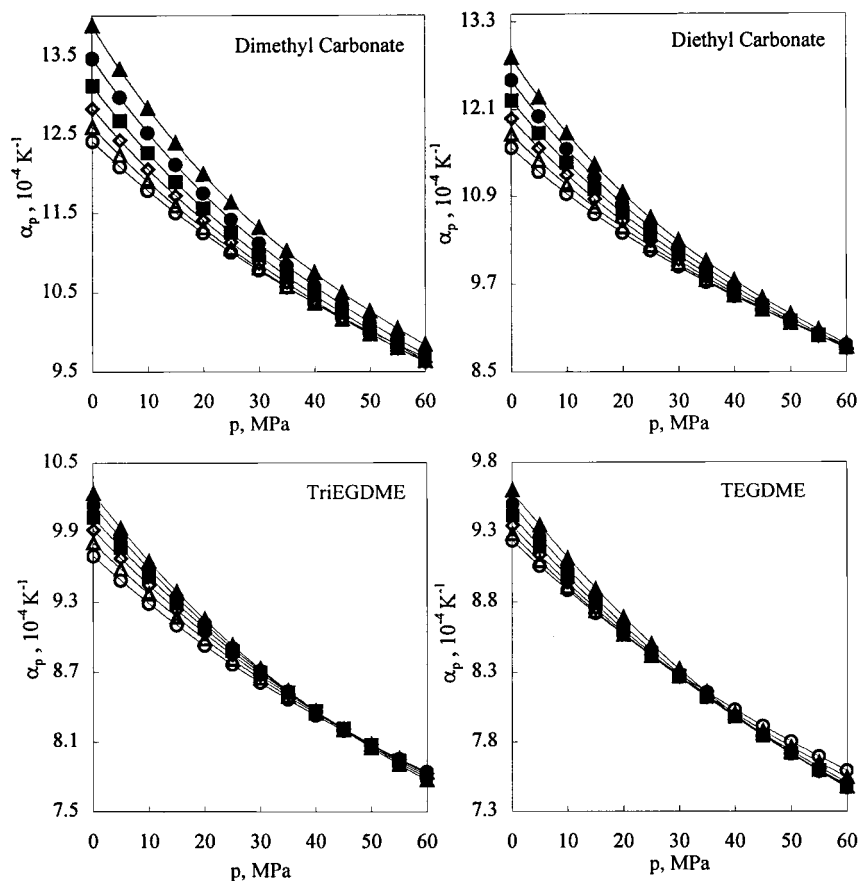 Dimethyl Carbonate
αp , 10⁻⁴ K⁻¹
13.5
12.5
11.5
10.5
9.5
0 10 20 30 40 50 60
p, MPa
Diethyl Carbonate
αp , 10⁻⁴ K⁻¹
13.3
12.1
10.9
9.7
8.5
0 10 20 30 40 50 60
p, MPa
TriEGDME
αp , 10⁻⁴ K⁻¹
10.5
9.9
9.3
8.7
8.1
7.5
0 10 20 30 40 50 60
p, MPa
TEGDME
αp , 10⁻⁴ K⁻¹
9.8
9.3
8.8
8.3
7.8
7.3
0 10 20 30 40 50 60
p, MPa